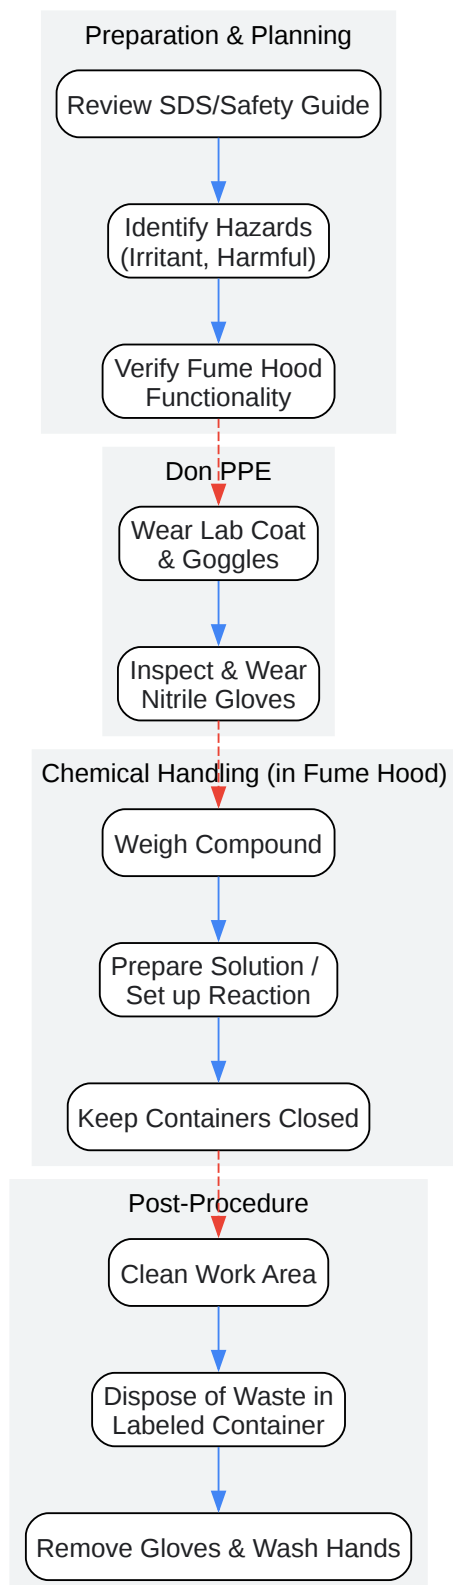 Preparation & Planning
Review SDS/Safety Guide
Identify Hazards
(Irritant, Harmful)
Verify Fume Hood
Functionality
Don PPE
Wear Lab Coat
& Goggles
Inspect & Wear
Nitrile Gloves
Chemical Handling (in Fume Hood)
Weigh Compound
Prepare Solution /
Set up Reaction
Keep Containers Closed
Post-Procedure
Clean Work Area
Dispose of Waste in
Labeled Container
Remove Gloves & Wash Hands